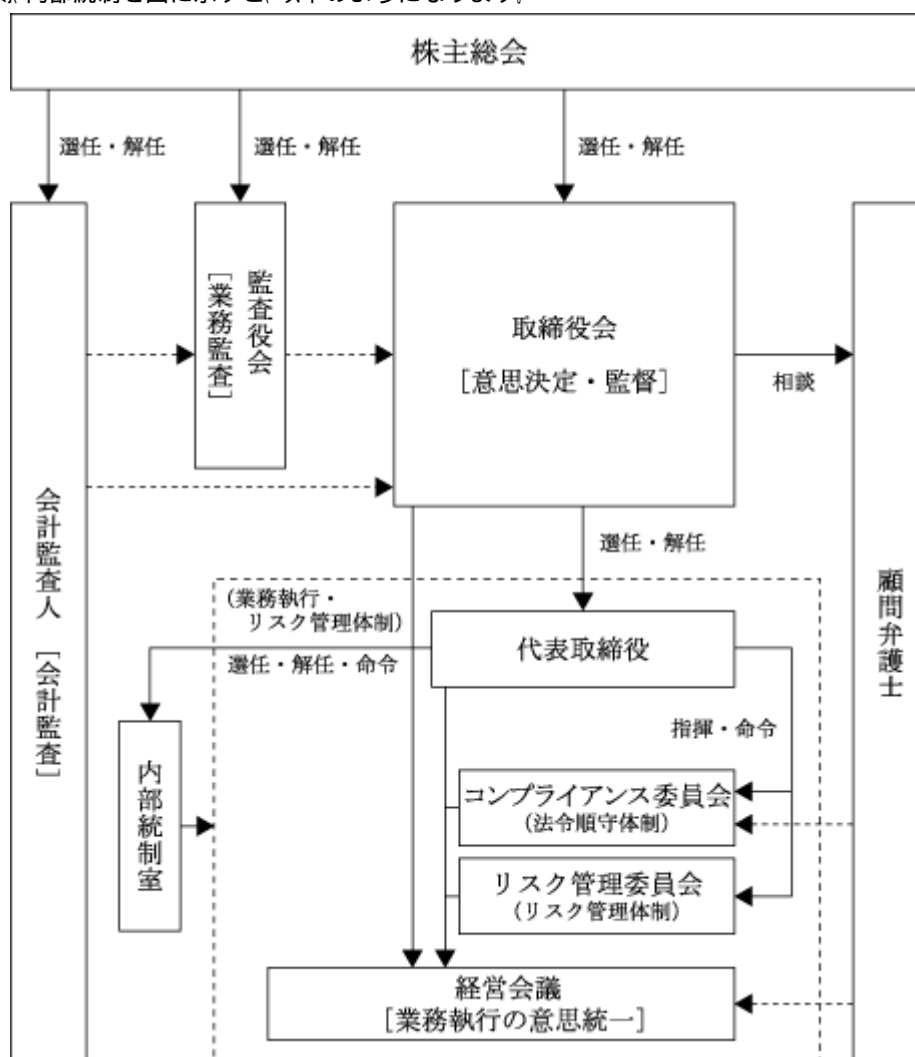 株主総会
選任・解任
選任・解任
選任・解任
監査役会
[業務監査]
取締役会
[意思決定・監督]
相談
会計監査人 [会計監査]
顧問弁護士
選任・解任
(業務執行・
リスク管理体制)
代表取締役
選任・解任・命令
指揮・命令
内部統制室
コンプライアンス委員会
(法令順守体制)
リスク管理委員会
(リスク管理体制)
経営会議
[業務執行の意思統一]